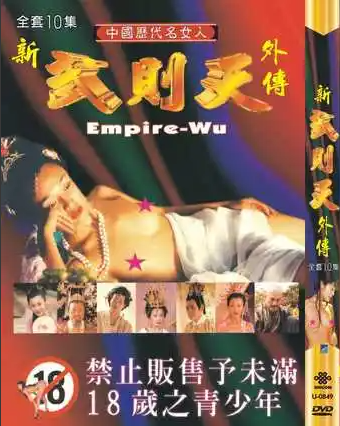 全套10集
中國歷代名女人
新
武則天
外傳
Empire-Wu
18
禁止販售予未滿
18歲之青少年
新
武則天
外傳
全套10集
U-0849
DVD